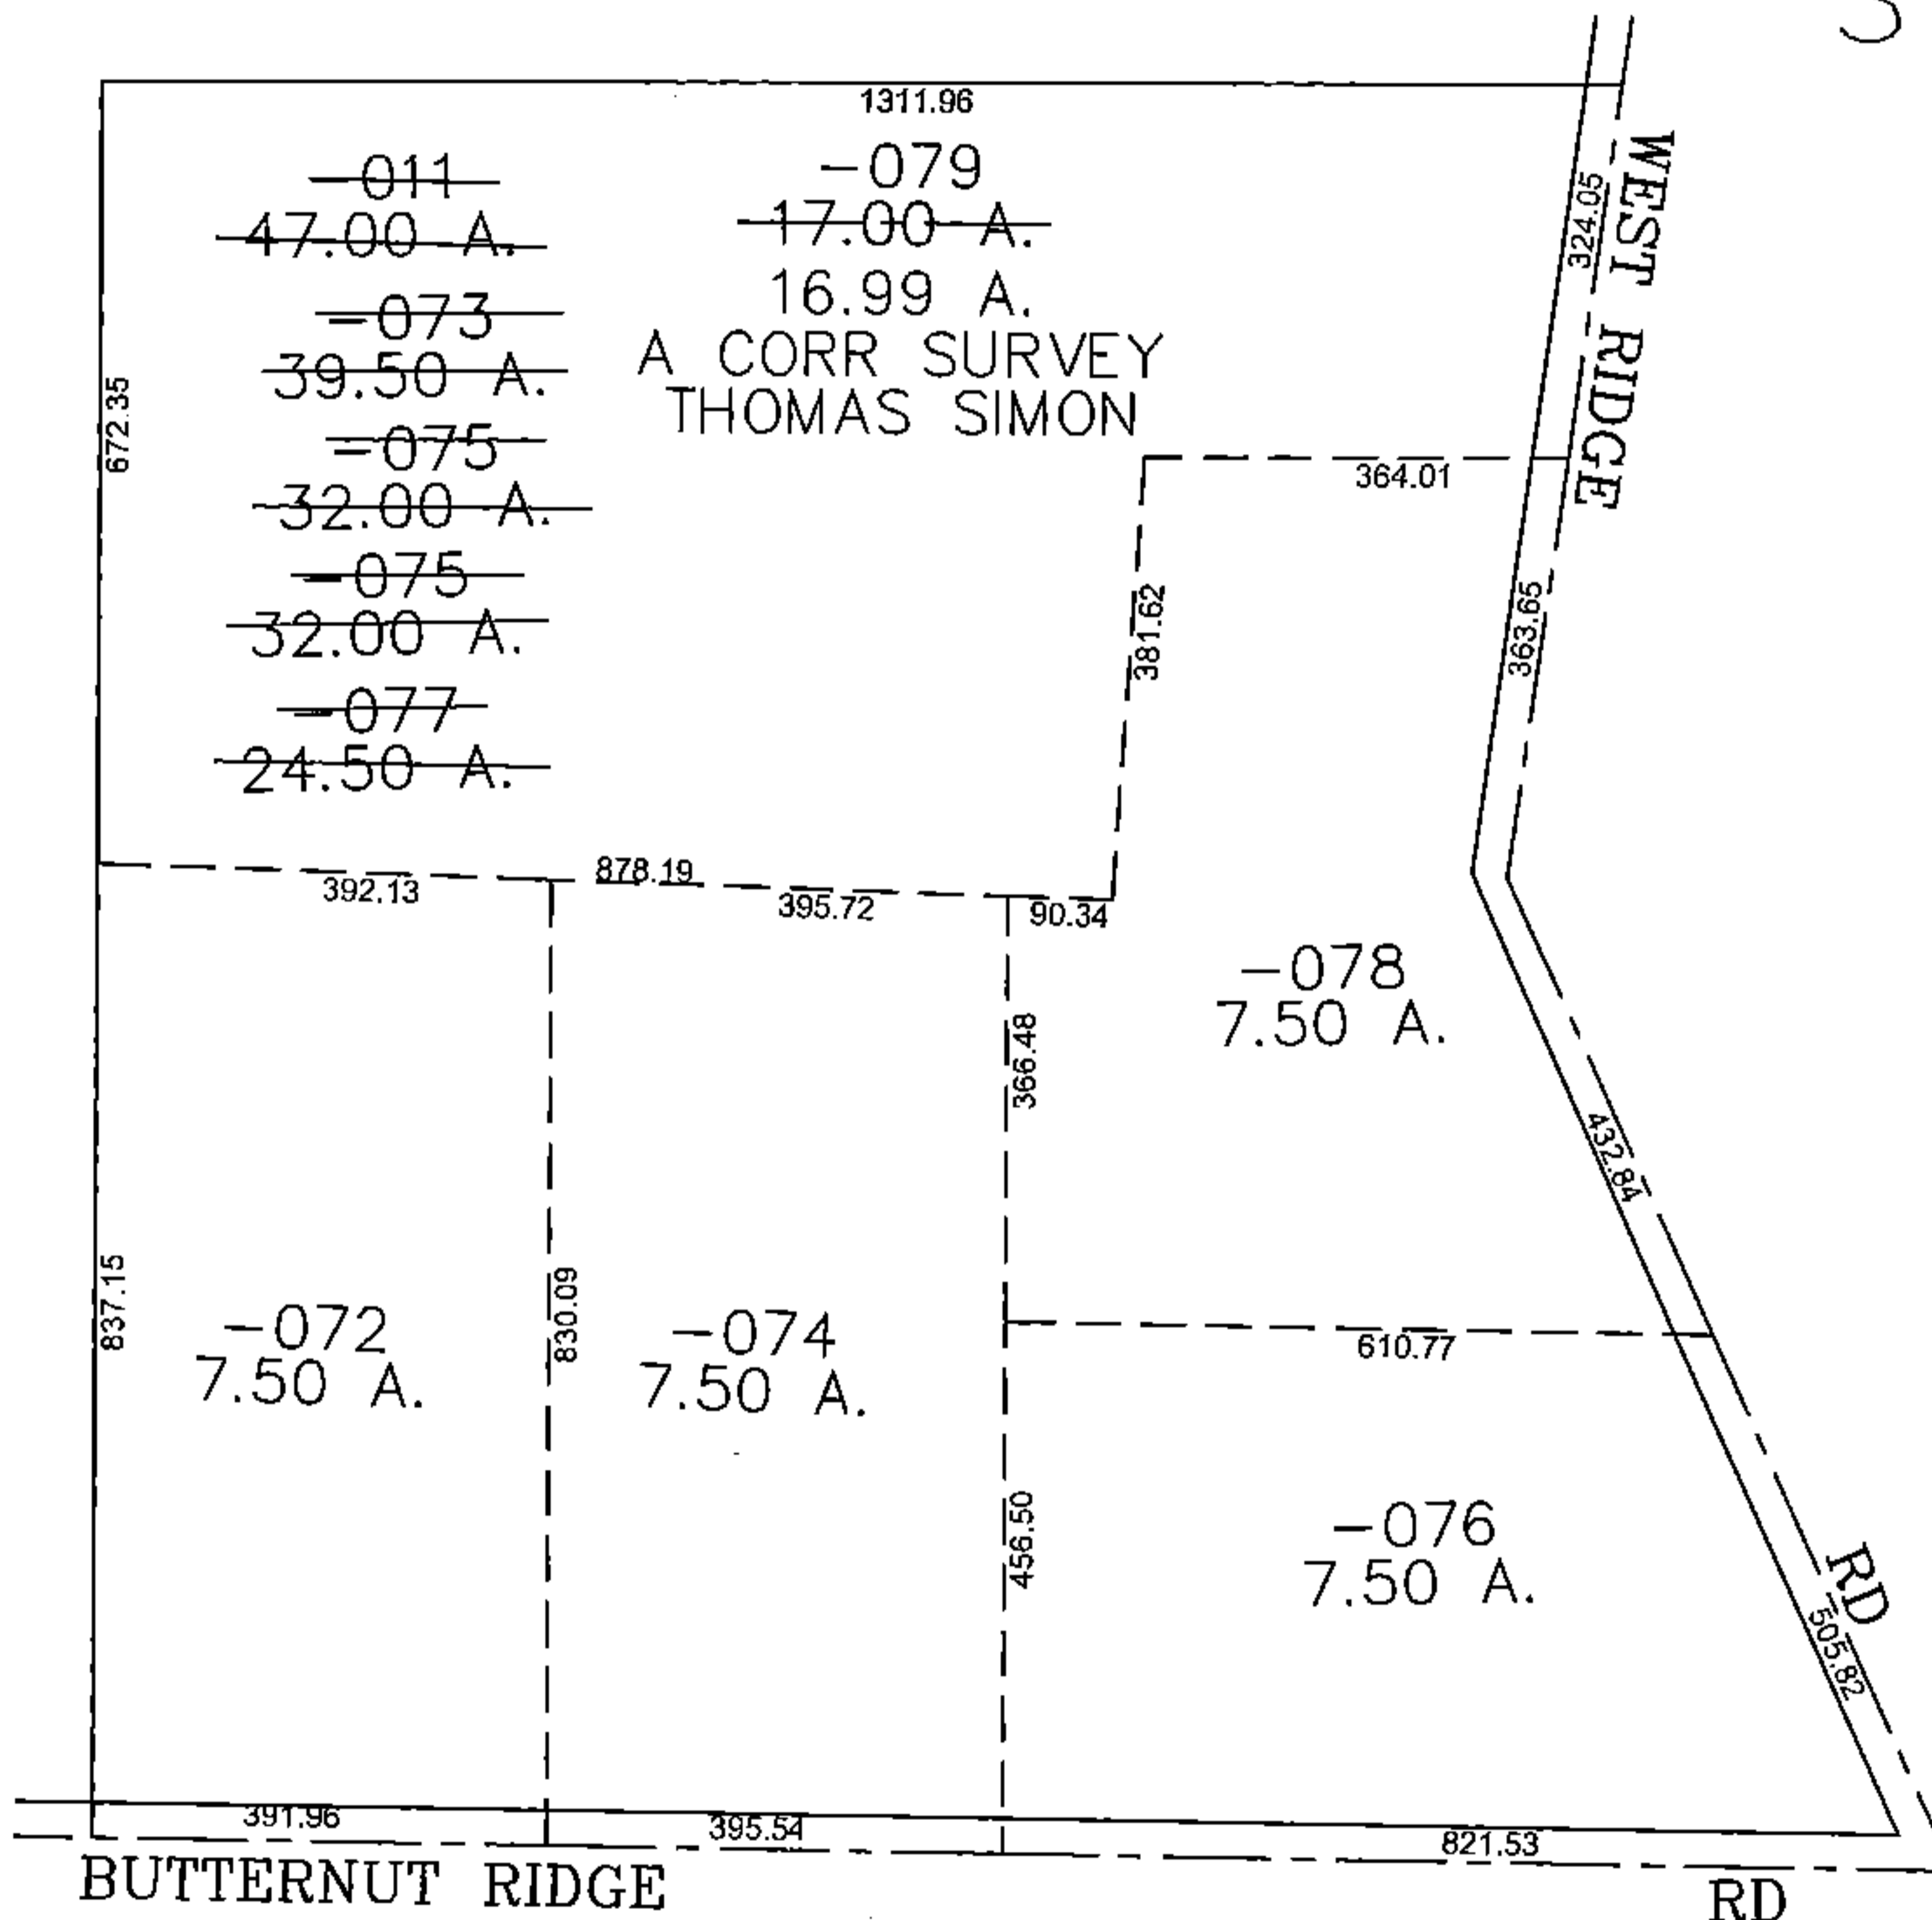 1311.96
-011
47.00 A.
-073
39.50 A.
-075
32.00 A.
-075
32.00 A.
-077
24.50 A.
-079
17.00 A.
16.99 A.
A CORR SURVEY
THOMAS SIMON
672.35
324.05
WEST RIDGE
364.01
381.62
363.65
878.19
392.13
395.72
90.34
-078
7.50 A.
366.48
432.84
837.15
-072
7.50 A.
830.09
-074
7.50 A.
610.77
456.50
-076
7.50 A.
RD
505.82
391.96
395.54
821.53
BUTTERNUT RIDGE
RD